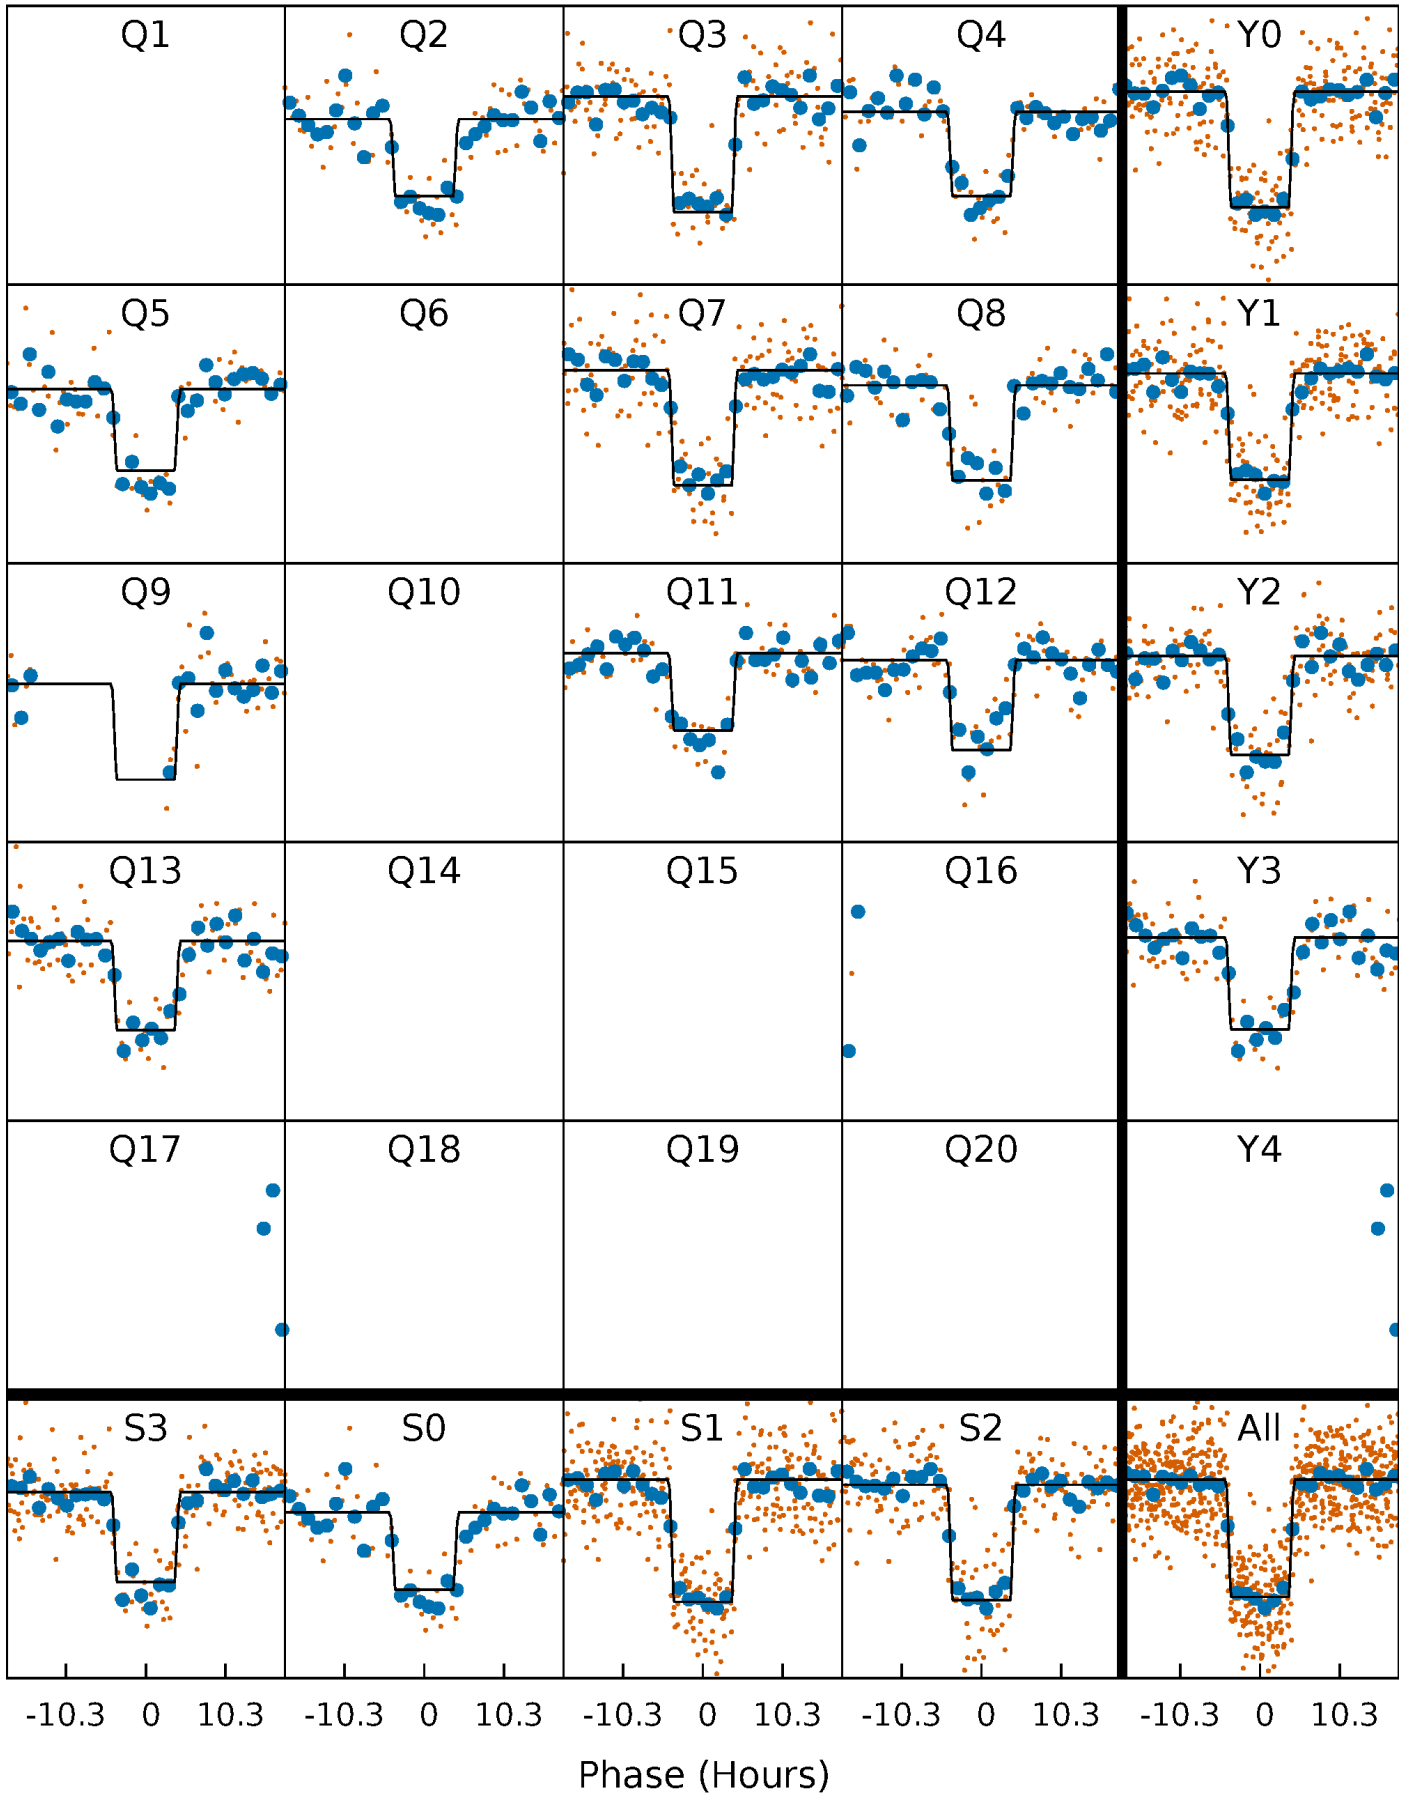 Q1 Q2 Q3 Q4 Y0
Q5 Q6 Q7 Q8 Y1
Q9 Q10 Q11 Q12 Y2
Q13 Q14 Q15 Q16 Y3
Q17 Q18 Q19 Q20 Y4
S3 S0 S1 S2 All
-10.3 0 10.3 -10.3 0 10.3 -10.3 0 10.3 -10.3 0 10.3 -10.3 0 10.3
Phase (Hours)